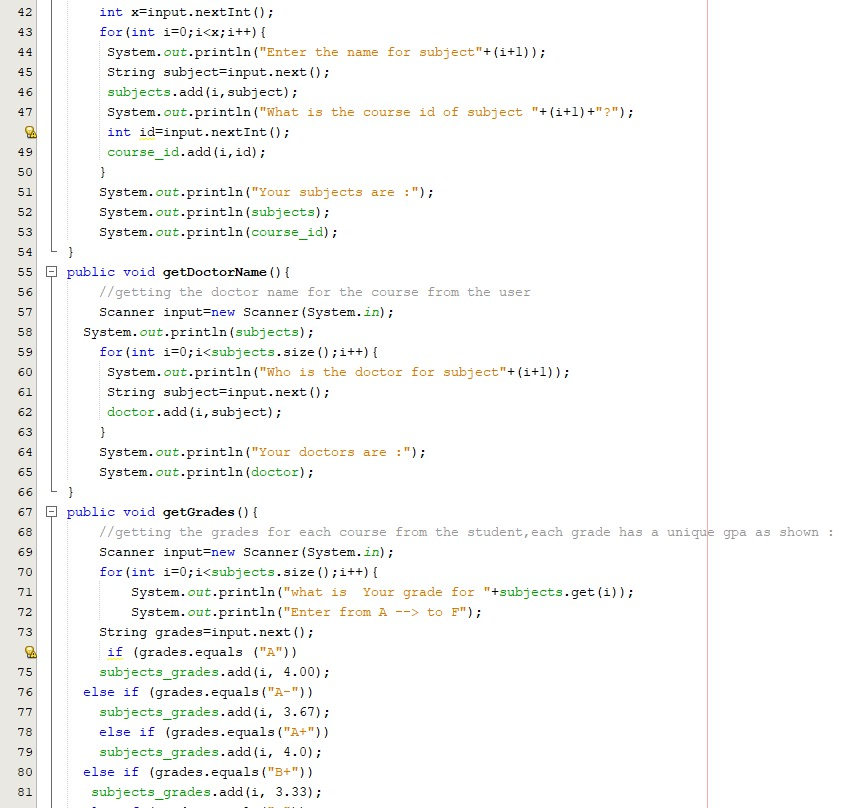 42 int x=input.nextInt();
43 for(int i=0;i<x;i++){
44 System.out.println("Enter the name for subject"+(i+1));
45 String subject=input.next();
46 subjects.add(i,subject);
47 System.out.println("What is the course id of subject "+(i+1)+"?");
int id=input.nextInt();
49 course_id.add(i,id);
50 }
51 System.out.println("Your subjects are :");
52 System.out.println(subjects);
53 System.out.println(course_id);
54 }
55 public void getDoctorName(){
56 //getting the doctor name for the course from the user
57 Scanner input=new Scanner(System.in);
58 System.out.println(subjects);
59 for(int i=0;i<subjects.size();i++){
60 System.out.println("Who is the doctor for subject"+(i+1));
61 String subject=input.next();
62 doctor.add(i,subject);
63 }
64 System.out.println("Your doctors are :");
65 System.out.println(doctor);
66 }
67 public void getGrades(){
68 //getting the grades for each course from the student,each grade has a unique gpa as shown :
69 Scanner input=new Scanner(System.in);
70 for(int i=0;i<subjects.size();i++){
71 System.out.println("what is  Your grade for "+subjects.get(i));
72 System.out.println("Enter from A --> to F");
73 String grades=input.next();
if (grades.equals ("A"))
75 subjects_grades.add(i, 4.00);
76 else if (grades.equals("A-"))
77 subjects_grades.add(i, 3.67);
78 else if (grades.equals("A+"))
79 subjects_grades.add(i, 4.0);
80 else if (grades.equals("B+"))
81 subjects_grades.add(i, 3.33);